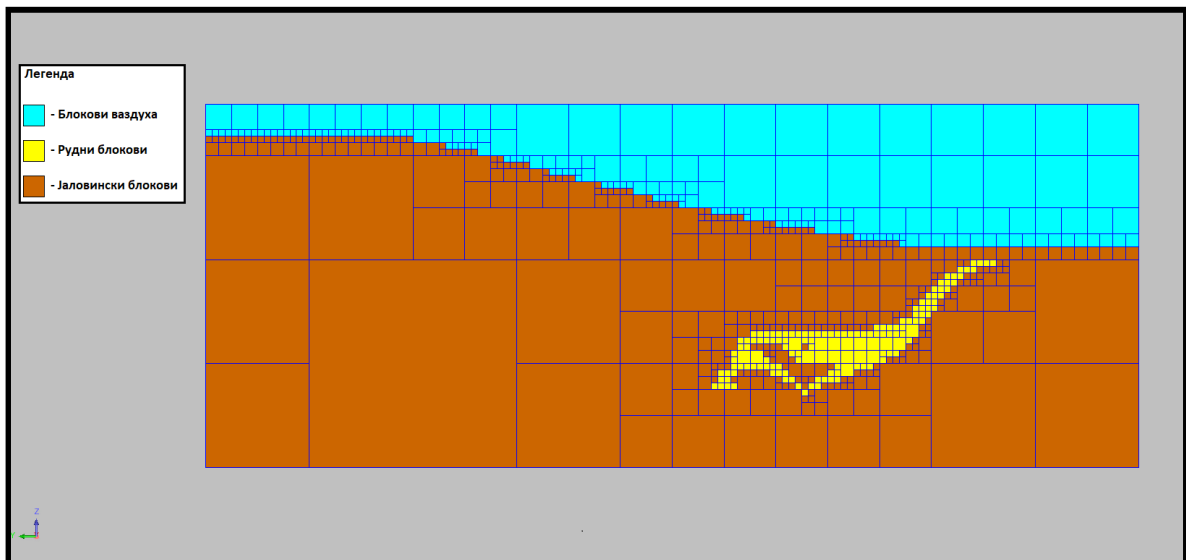 Легенда
- Блокови ваздуха
- Рудни блокови
- Јаловински блокови
Z